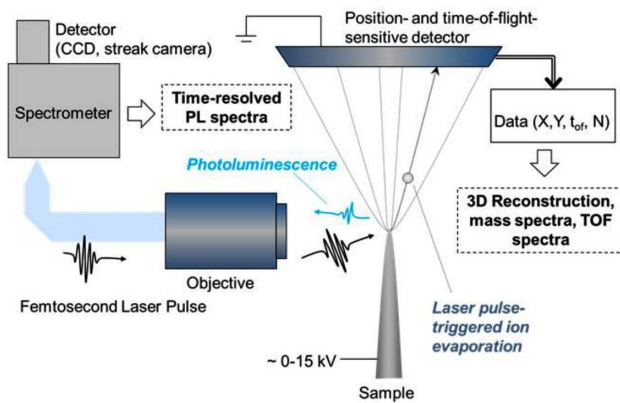 Detector
(CCD, streak camera)
Spectrometer
Time-resolved
PL spectra
Position- and time-of-flight-
sensitive detector
Data (X,Y, tof, N)
3D Reconstruction,
mass spectra, TOF
spectra
Photoluminescence
Objective
Femtosecond Laser Pulse
Laser pulse-
triggered ion
evaporation
~ 0-15 kV
Sample